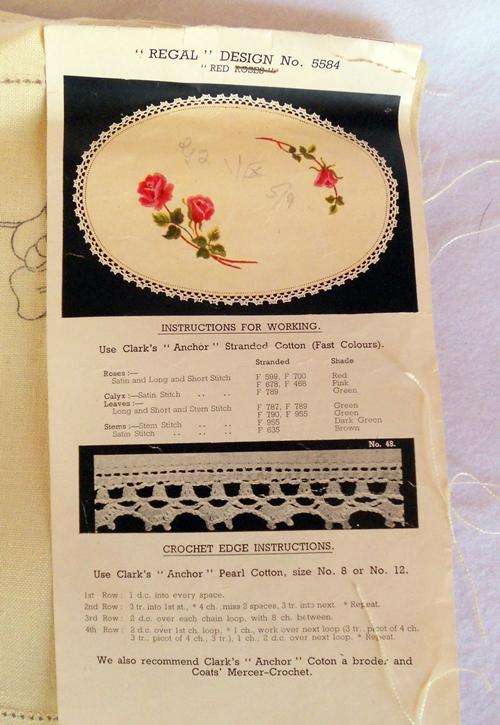 " REGAL " DESIGN No. 5584
" RED ROSES "
INSTRUCTIONS FOR WORKING.
Use Clark's " Anchor " Stranded Cotton (Fast Colours).
Stranded Shade
Roses :—
Satin and Long and Short Stitch F 599, F 700 Red
F 678, F 468 Pink
Calyx :—Satin Stitch .. .. F 789 Green
Leaves :—
Long and Short and Stem Stitch F 787, F 789 Green
F 790, F 955 Green
Stems :—Stem Stitch .. .. F 955 Dark Green
Satin Stitch .. .. .. F 635 Brown
No. 48.
CROCHET EDGE INSTRUCTIONS.
Use Clark's " Anchor " Pearl Cotton, size No. 8 or No. 12.
1st Row : 1 d.c. into every space.
2nd Row : 3 tr. into 1st st., * 4 ch. miss 2 spaces, 3 tr. into next. * Repeat.
3rd Row : 2 d.c. over each chain loop, with 8 ch. between.
4th Row : 2 d.c. over 1st ch. loop, * 1 ch., work over next loop (3 tr., picot of 4 ch.,
3 tr., picot of 4 ch., 3 tr.), 1 ch., 2 d.c. over next loop. * Repeat.
We also recommend Clark's " Anchor " Coton à broder and
Coats' Mercer-Crochet.